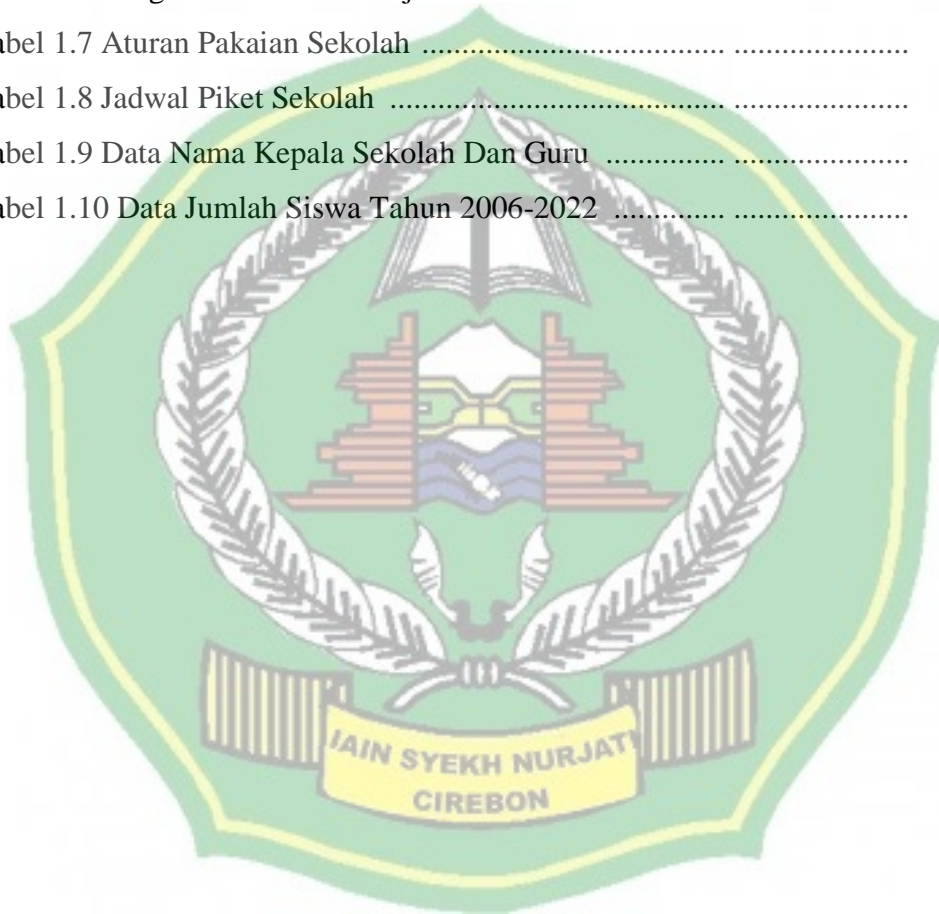 abel 1.7 Aturan Pakaian Sekolah ..................................... .......................
abel 1.8 Jadwal Piket Sekolah ......................................... .......................
abel 1.9 Data Nama Kepala Sekolah Dan Guru ............... .......................
abel 1.10 Data Jumlah Siswa Tahun 2006-2022 .............. .......................
IAIN SYEKH NURJATI
CIREBON